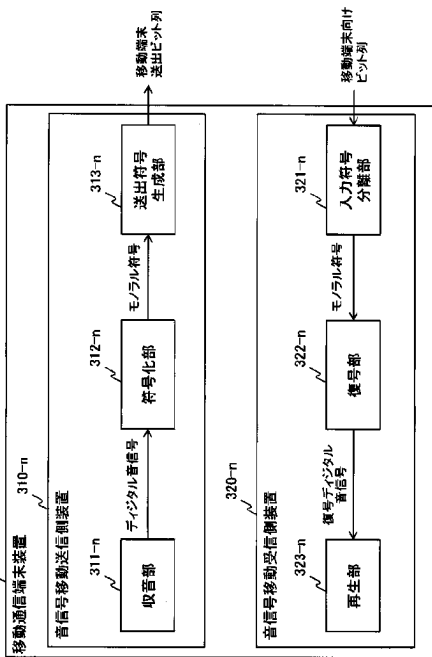 移動通信端末装置
310-n
音信号移動送信側装置
311-n
収音部
ディジタル音信号
312-n
符号化部
モノラル符号
313-n
送出符号
生成部
移動端末
送出ビット列
320-n
音信号移動受信側装置
323-n
再生部
復号ディジタル
音信号
322-n
復号部
モノラル符号
321-n
入力符号
分離部
移動端末向け
ビット列